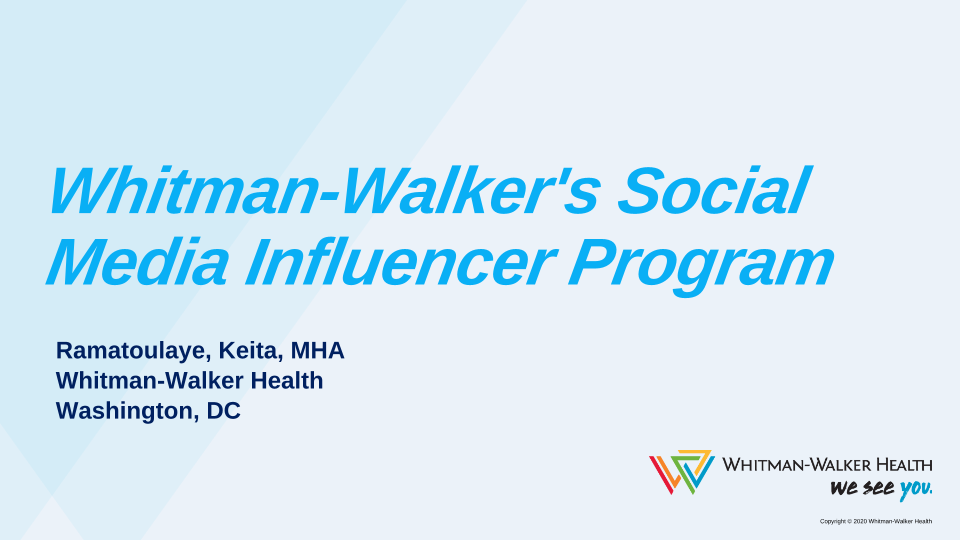 Whitman-Walker's Social
Media Influencer Program
Ramatoulaye, Keita, MHA
Whitman-Walker Health
Washington, DC
WHITMAN-WALKER HEALTH
we see you.
Copyright © 2020 Whitman-Walker Health